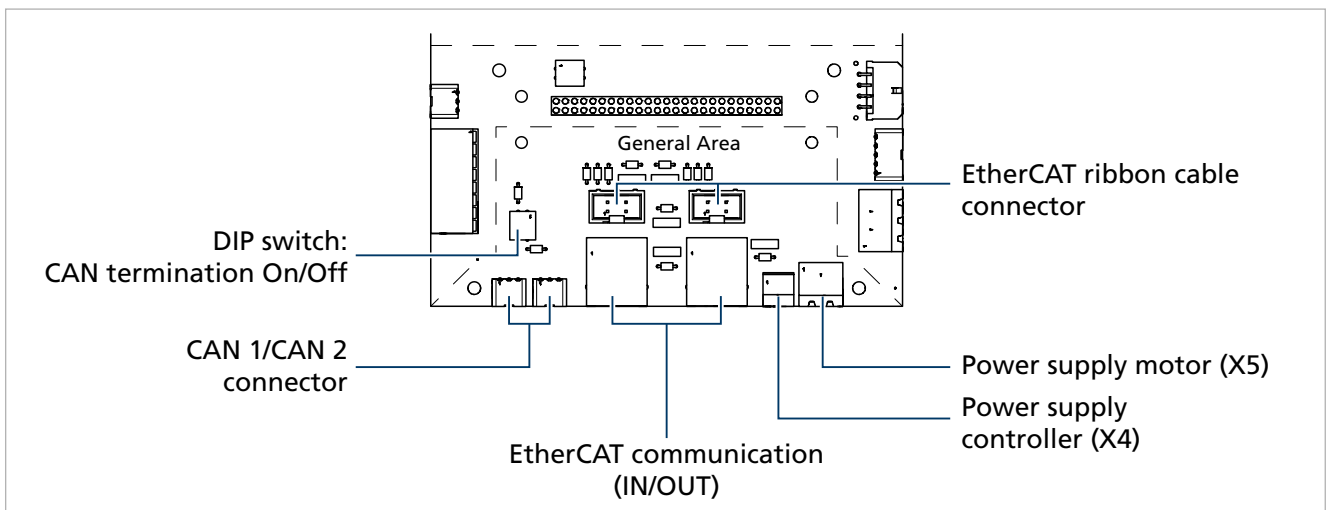 General Area
EtherCAT ribbon cable
connector
DIP switch:
CAN termination On/Off
CAN 1/CAN 2
connector
Power supply motor (X5)
Power supply
controller (X4)
EtherCAT communication
(IN/OUT)